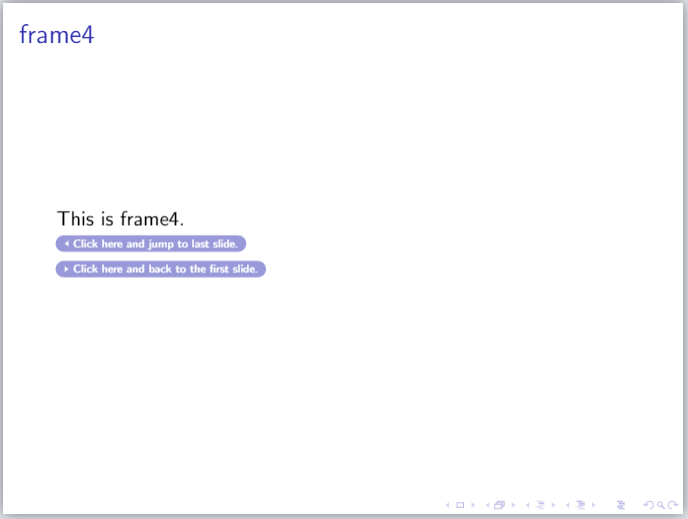 frame4
This is frame4.
Click here and jump to last slide.
Click here and back to the first slide.